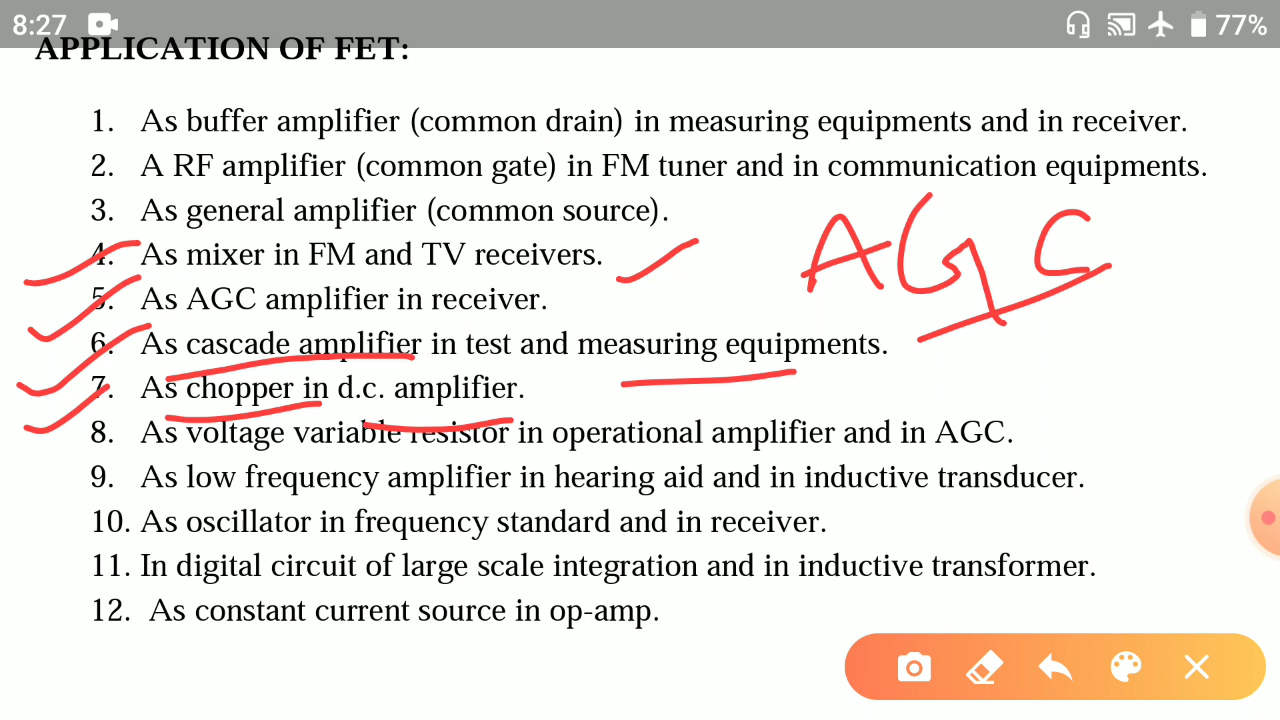 8:27 77%
APPLICATION OF FET:
1. As buffer amplifier (common drain) in measuring equipments and in receiver.
2. A RF amplifier (common gate) in FM tuner and in communication equipments.
3. As general amplifier (common source).
4. As mixer in FM and TV receivers.
AGC
5. As AGC amplifier in receiver.
6. As cascade amplifier in test and measuring equipments.
7. As chopper in d.c. amplifier.
8. As voltage variable resistor in operational amplifier and in AGC.
9. As low frequency amplifier in hearing aid and in inductive transducer.
10. As oscillator in frequency standard and in receiver.
11. In digital circuit of large scale integration and in inductive transformer.
12. As constant current source in op-amp.